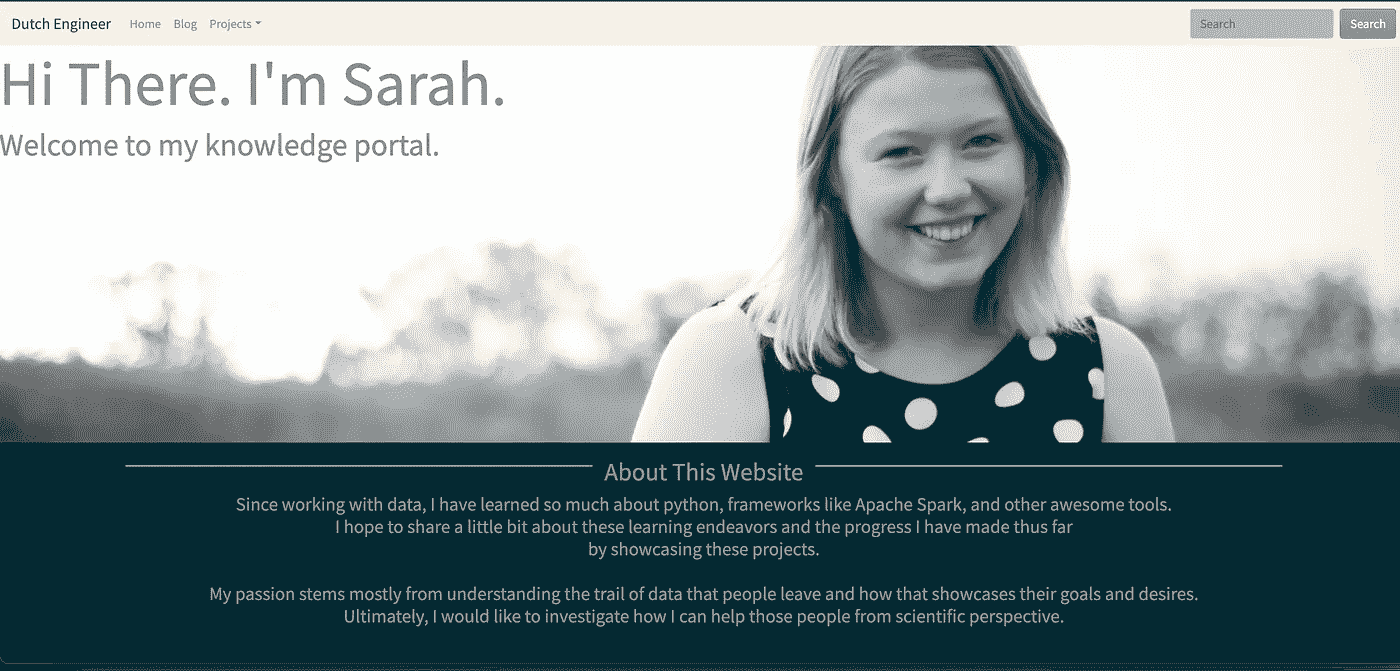 Dutch Engineer Home Blog Projects Search Search
Hi There. I'm Sarah.
Welcome to my knowledge portal.
About This Website
Since working with data, I have learned so much about python, frameworks like Apache Spark, and other awesome tools.
I hope to share a little bit about these learning endeavors and the progress I have made thus far
by showcasing these projects.
My passion stems mostly from understanding the trail of data that people leave and how that showcases their goals and desires.
Ultimately, I would like to investigate how I can help those people from scientific perspective.